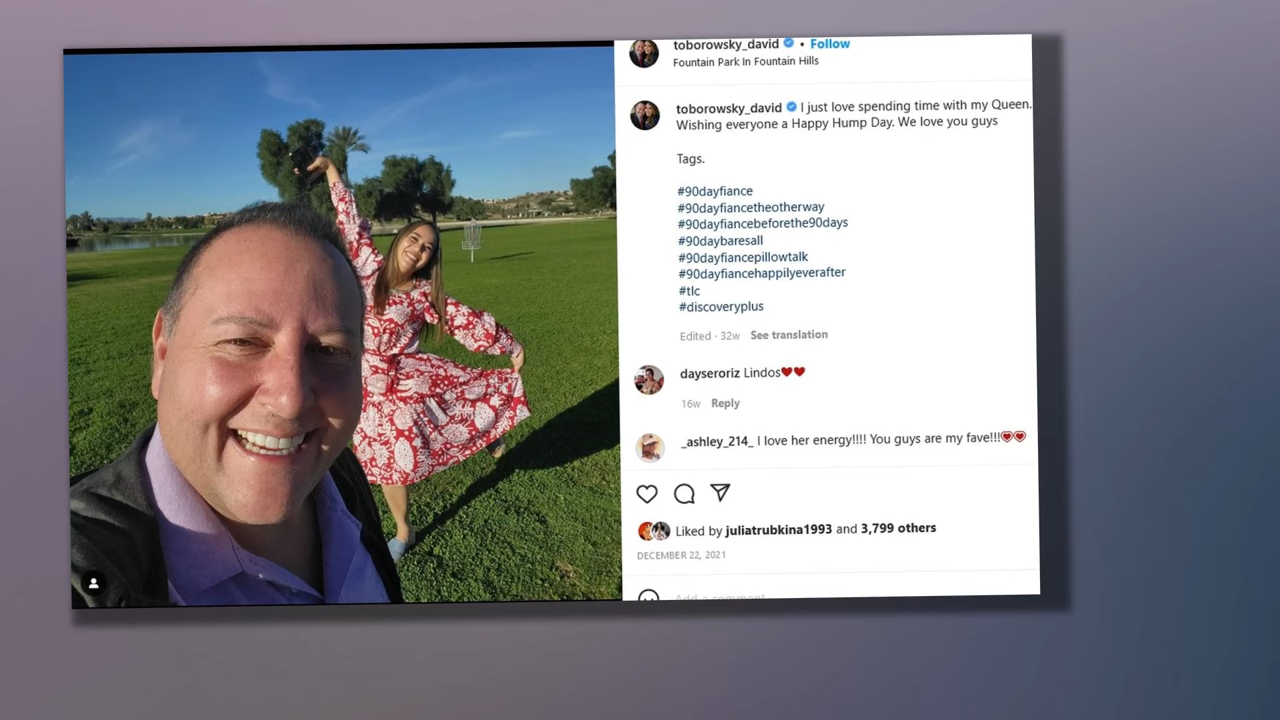 toborowsky_david • Follow
Fountain Park In Fountain Hills
toborowsky_david I just love spending time with my Queen.
Wishing everyone a Happy Hump Day. We love you guys
Tags.
#90dayfiance
#90dayfiancetheotherway
#90dayfiancebeforethe90days
#90daybaresall
#90dayfiancepillowtalk
#90dayfiancehappilyeverafter
#tlc
#discoveryplus
Edited · 32w See translation
dayseroriz Lindos❤️❤️
16w Reply
_ashley_214_ I love her energy!!!! You guys are my fave!!!💗💗
Liked by juliatrubkina1993 and 3,799 others
DECEMBER 22, 2021
Add a comment